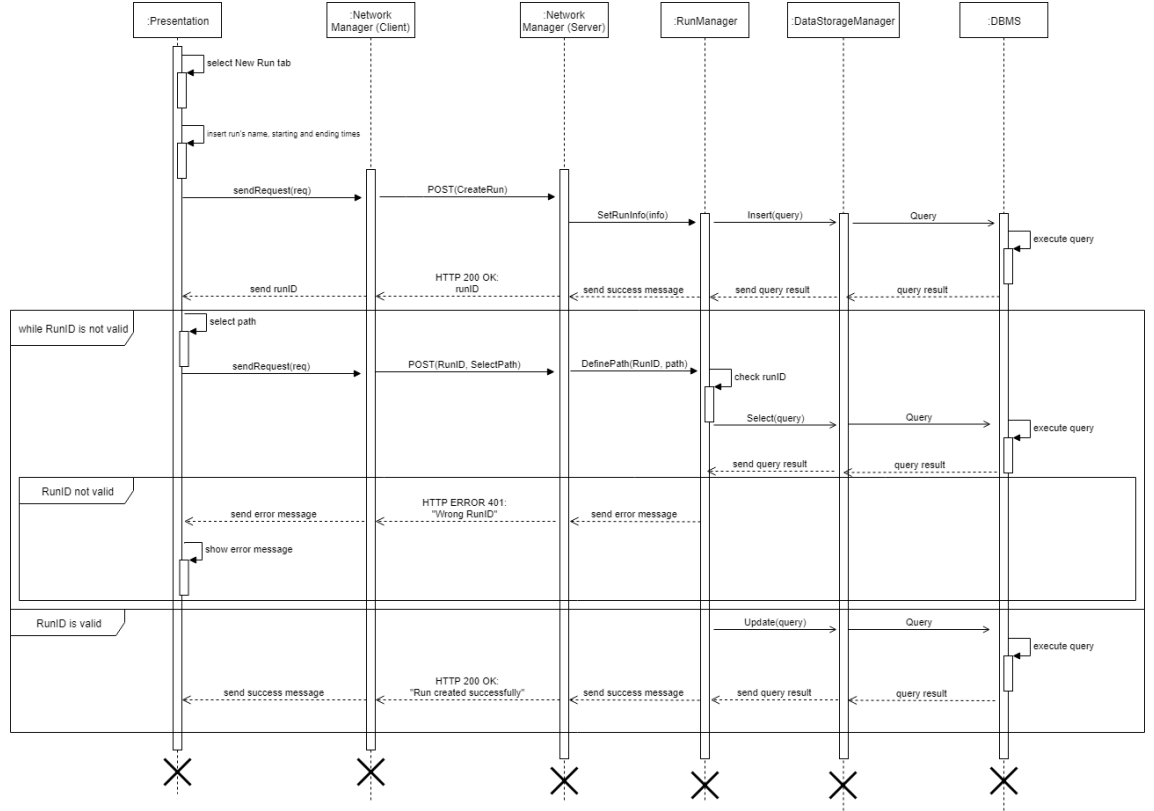 :Presentation
:Network
Manager (Client)
:Network
Manager (Server)
:RunManager
:DataStorageManager
:DBMS
select New Run tab
insert run's name, starting and ending times
sendRequest(req)
POST(CreateRun)
SetRunInfo(info)
Insert(query)
Query
execute query
send runID
HTTP 200 OK:
runID
send success message
send query result
query result
while RunID is not valid
select path
sendRequest(req)
POST(RunID, SelectPath)
DefinePath(RunID, path)
check runID
Select(query)
Query
execute query
send query result
query result
RunID not valid
send error message
HTTP ERROR 401:
"Wrong RunID"
send error message
show error message
RunID is valid
Update(query)
Query
execute query
send success message
HTTP 200 OK:
"Run created successfully"
send success message
send query result
query result